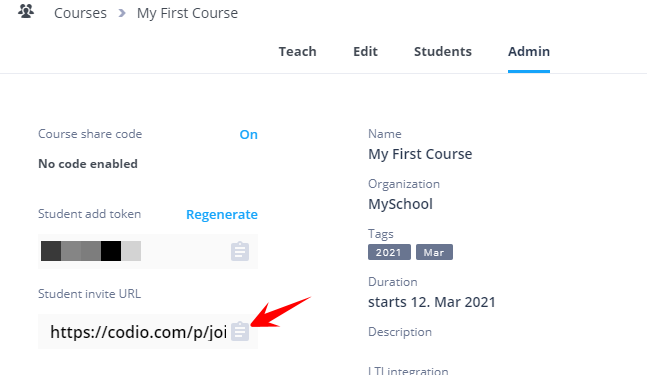 Courses > My First Course
Teach Edit Students Admin
Course share code On
No code enabled
Student add token Regenerate
Student invite URL
https://codio.com/p/joi
Name
My First Course
Organization
MySchool
Tags
2021 Mar
Duration
starts 12. Mar 2021
Description
LTI integration